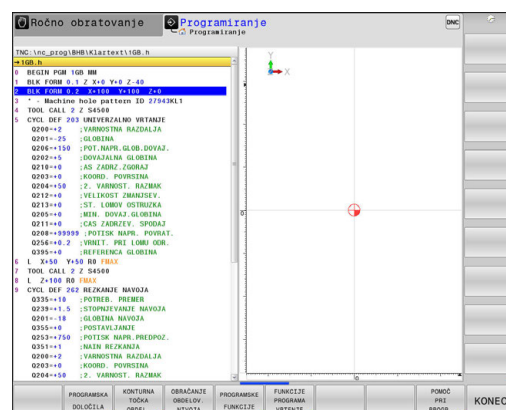 Ročno obratovanje
Programiranje
Programiranje
DNC
TNC:\nc_prog\BHB\Klartext\1GB.h
→1GB.h
0 BEGIN PGM 1GB MM
1 BLK FORM 0.1 Z X+0 Y+0 Z-40
2 BLK FORM 0.2 X+100 Y+100 Z+0
3 * - Machine hole pattern ID 27943KL1
4 TOOL CALL 2 Z S4500
5 CYCL DEF 203 UNIVERZALNO VRTANJE
Q200=+2 ;VARNOSTNA RAZDALJA
Q201=-25 ;GLOBINA
Q206=+150 ;POT.NAPR.GLOB.DOVAJ.
Q202=+5 ;DOVAJALNA GLOBINA
Q210=+0 ;AS ZADRZ.ZGORAJ
Q203=+0 ;KOORD. POVRSINA
Q204=+50 ;2. VARNOST. RAZMAK
Q212=+0 ;VELIKOST ZMANJSEV.
Q213=+0 ;ST. LOMOV OSTRUZKA
Q205=+0 ;MIN. DOVAJ.GLOBINA
Q211=+0 ;CAS ZADRZEV. SPODAJ
Q208=+99999 ;POTISK NAPR. POVRAT.
Q256=+0.2 ;VRNIT. PRI LOMU ODR.
Q395=+0 ;REFERENCA GLOBINA
6 L X+50 Y+50 R0 FMAX
7 TOOL CALL 2 Z S4500
8 L Z+100 R0 FMAX
9 CYCL DEF 262 REZKANJE NAVOJA
Q335=+10 ;POTREB. PREMER
Q239=+1.5 ;STOPNJEVANJE NAVOJA
Q201=-18 ;GLOBINA NAVOJA
Q355=+0 ;POSTAVLJANJE
Q253=+750 ;POTISK NAPR.PREDPOZ.
Q351=+1 ;NAIN REZKANJA
Q200=+2 ;VARNOSTNA RAZDALJA
Q203=+0 ;KOORD. POVRSINA
Q204=+50 ;2. VARNOST. RAZMAK
Y
X
0
0
PROGRAMSKA
DOLOČILA
KONTURNA
TOČKA
OBDEL.
OBRAČANJE
OBDELOV.
NIVOJA
PROGRAMSKE
FUNKCIJE
FUNKCIJE
PROGRAMA
VRTENJE
POMOČ
PRI
PROGR.
KONEC